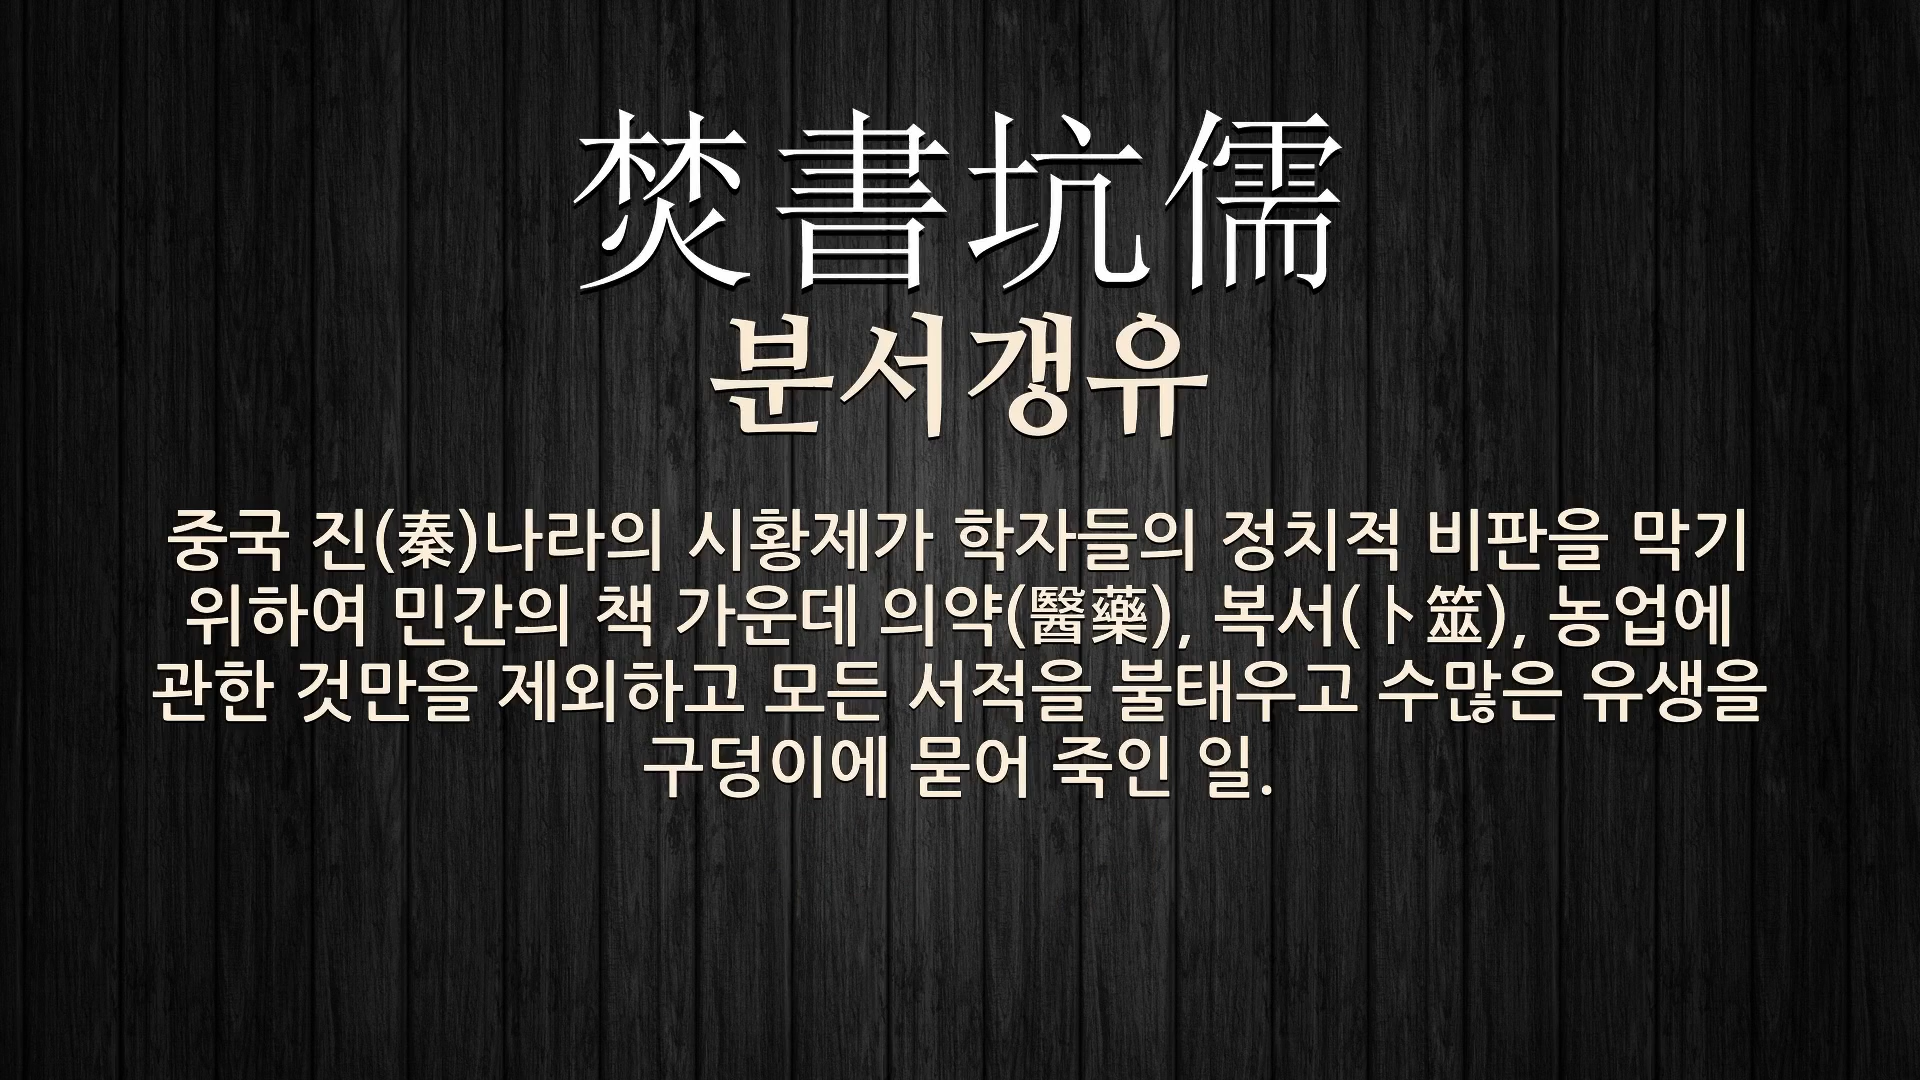 焚書坑儒
분서갱유
중국 진(秦)나라의 시황제가 학자들의 정치적 비판을 막기
위하여 민간의 책 가운데 의약(醫藥), 복서(卜筮), 농업에
관한 것만을 제외하고 모든 서적을 불태우고 수많은 유생을
구덩이에 묻어 죽인 일.